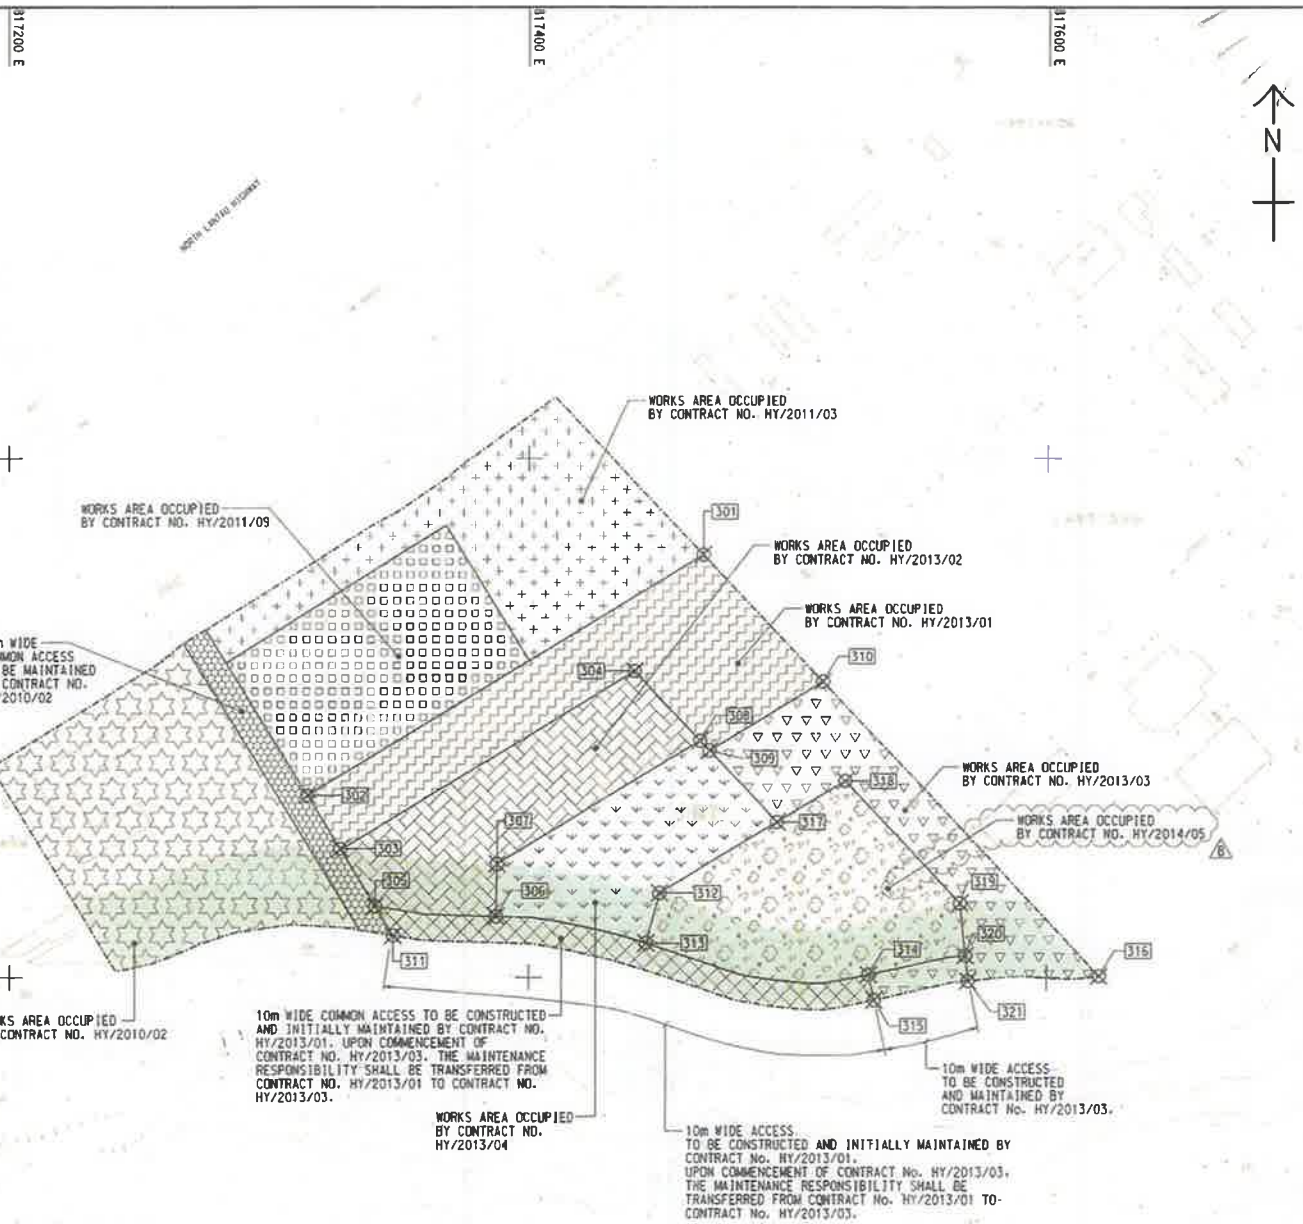 817200 E
817400 E
817600 E
N
NORTH LANTAU HIGHWAY
WORKS AREA OCCUPIED
BY CONTRACT NO. HY/2011/03
WORKS AREA OCCUPIED
BY CONTRACT NO. HY/2011/09
301
WORKS AREA OCCUPIED
BY CONTRACT NO. HY/2013/02
WORKS AREA OCCUPIED
BY CONTRACT NO. HY/2013/01
WIDE
ACCESS
BE MAINTAINED
CONTRACT NO.
/2010/02
304
310
308
309
302
318
WORKS AREA OCCUPIED
BY CONTRACT NO. HY/2013/03
307
317
WORKS AREA OCCUPIED
BY CONTRACT NO. HY/2014/05
B
303
305
306
312
319
313
320
314
311
316
315
321
AREA OCCUPIED
CONTRACT NO. HY/2010/02
10m WIDE COMMON ACCESS TO BE CONSTRUCTED
AND INITIALLY MAINTAINED BY CONTRACT NO.
HY/2013/01. UPON COMMENCEMENT OF
CONTRACT NO. HY/2013/03. THE MAINTENANCE
RESPONSIBILITY SHALL BE TRANSFERRED FROM
CONTRACT NO. HY/2013/01 TO CONTRACT NO.
HY/2013/03.
WORKS AREA OCCUPIED
BY CONTRACT NO.
HY/2013/04
10m WIDE ACCESS
TO BE CONSTRUCTED
AND MAINTAINED BY
CONTRACT No. HY/2013/03.
10m WIDE ACCESS
TO BE CONSTRUCTED AND INITIALLY MAINTAINED BY
CONTRACT No. HY/2013/01.
UPON COMMENCEMENT OF CONTRACT No. HY/2013/03.
THE MAINTENANCE RESPONSIBILITY SHALL BE
TRANSFERRED FROM CONTRACT No. HY/2013/01 TO
CONTRACT No. HY/2013/03.